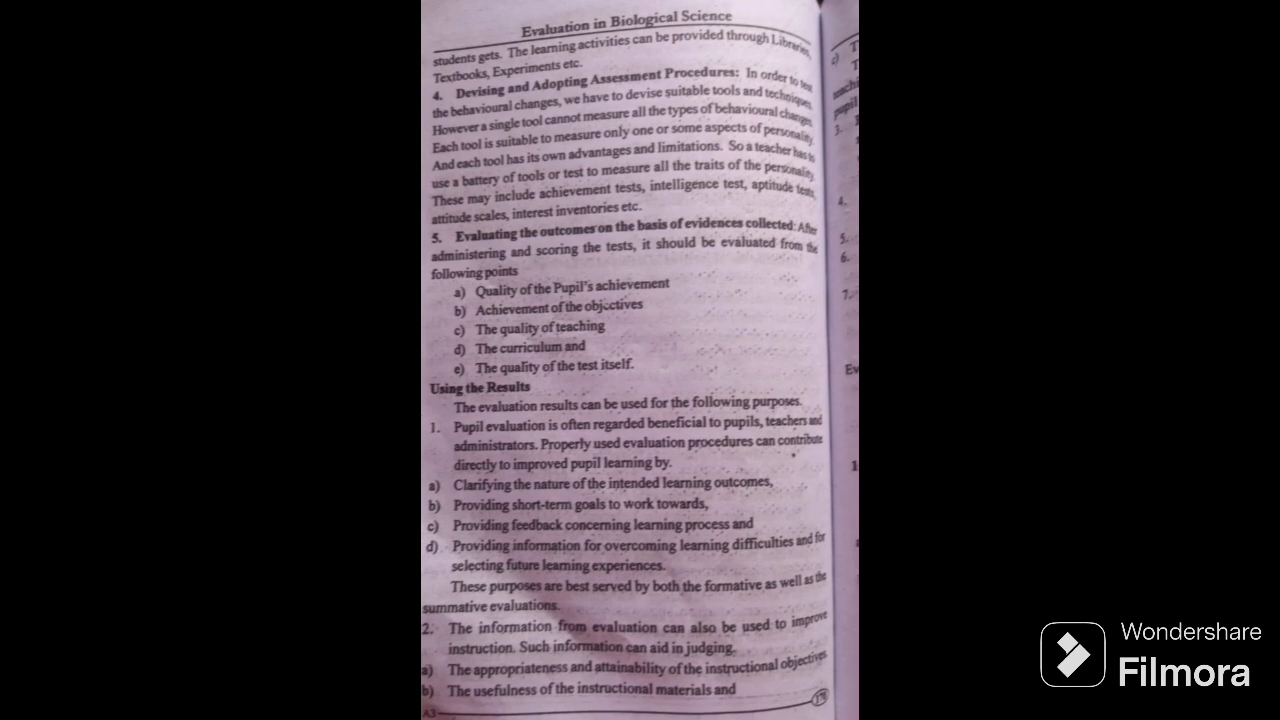 Evaluation in Biological Science
students gets. The learning activities can be provided through Libraries,
Textbooks, Experiments etc.
4. Devising and Adopting Assessment Procedures: In order to test
the behavioural changes, we have to devise suitable tools and techniques.
However a single tool cannot measure all the types of behavioural changes.
Each tool is suitable to measure only one or some aspects of personality.
And each tool has its own advantages and limitations. So a teacher has to
use a battery of tools or test to measure all the traits of the personality.
These may include achievement tests, intelligence test, aptitude tests,
attitude scales, interest inventories etc.
5. Evaluating the outcomes on the basis of evidences collected: After
administering and scoring the tests, it should be evaluated from the
following points
a) Quality of the Pupil's achievement
b) Achievement of the objectives
c) The quality of teaching
d) The curriculum and
e) The quality of the test itself.
Using the Results
The evaluation results can be used for the following purposes.
1. Pupil evaluation is often regarded beneficial to pupils, teachers and
administrators. Properly used evaluation procedures can contribute
directly to improved pupil learning by.
a) Clarifying the nature of the intended learning outcomes,
b) Providing short-term goals to work towards,
c) Providing feedback concerning learning process and
d) Providing information for overcoming learning difficulties and for
selecting future learning experiences.
These purposes are best served by both the formative as well as the
summative evaluations.
2. The information from evaluation can also be used to improve
instruction. Such information can aid in judging.
a) The appropriateness and attainability of the instructional objectives
b) The usefulness of the instructional materials and
A3
c) T
T
pupil
3.
4.
5.
6.
7.
Ev
Wondershare
Filmora